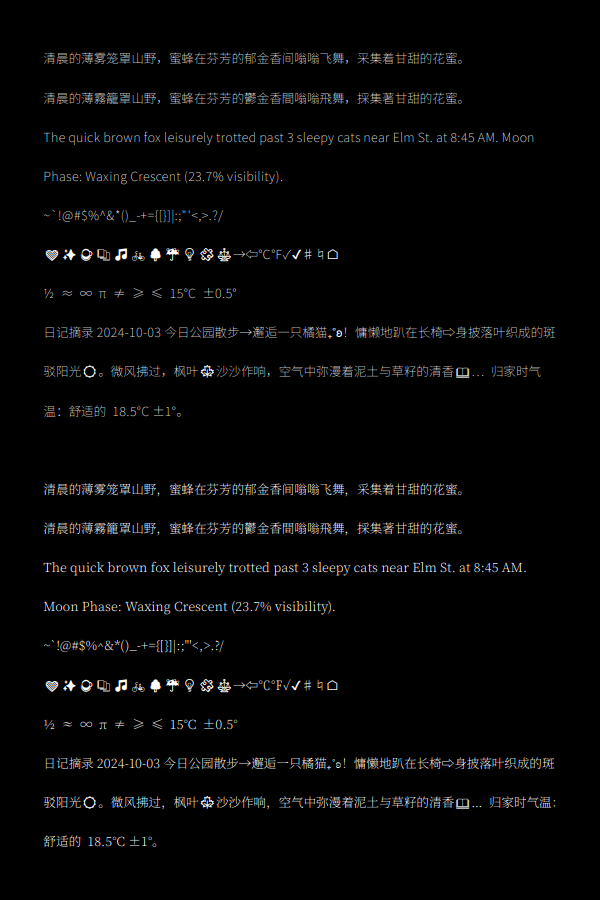 清晨的薄雾笼罩山野，蜜蜂在芬芳的郁金香间嗡嗡飞舞，采集着甘甜的花蜜。
清晨的薄霧籠罩山野，蜜蜂在芬芳的鬱金香間嗡嗡飛舞，採集著甘甜的花蜜。
The quick brown fox leisurely trotted past 3 sleepy cats near Elm St. at 8:45 AM. Moon
Phase: Waxing Crescent (23.7% visibility).
~`!@#$%^&*()_-+={[}]|:;"'<,>.?/
→⇦℃℉✓✔♯♮☖
½ ≈ ∞ π ≠ ⩾ ⩽ 15℃ ±0.5°
日记摘录 2024-10-03 今日公园散步→邂逅一只橘猫₊˚ʚ！慵懒地趴在长椅⇨身披落叶织成的斑
驳阳光。微风拂过，枫叶沙沙作响，空气中弥漫着泥土与草籽的清香… 归家时气
温：舒适的 18.5℃ ±1°。
清晨的薄雾笼罩山野，蜜蜂在芬芳的郁金香间嗡嗡飞舞，采集着甘甜的花蜜。
清晨的薄霧籠罩山野，蜜蜂在芬芳的鬱金香間嗡嗡飛舞，採集著甘甜的花蜜。
The quick brown fox leisurely trotted past 3 sleepy cats near Elm St. at 8:45 AM.
Moon Phase: Waxing Crescent (23.7% visibility).
~`!@#$%^&*()_-+={[}]|:;"'<,>.?/
→⇦℃℉✓✔♯♮☖
½ ≈ ∞ π ≠ ⩾ ⩽ 15℃ ±0.5°
日记摘录 2024-10-03 今日公园散步→邂逅一只橘猫₊˚ʚ！慵懒地趴在长椅⇨身披落叶织成的斑
驳阳光。微风拂过，枫叶沙沙作响，空气中弥漫着泥土与草籽的清香… 归家时气温：
舒适的 18.5℃ ±1°。